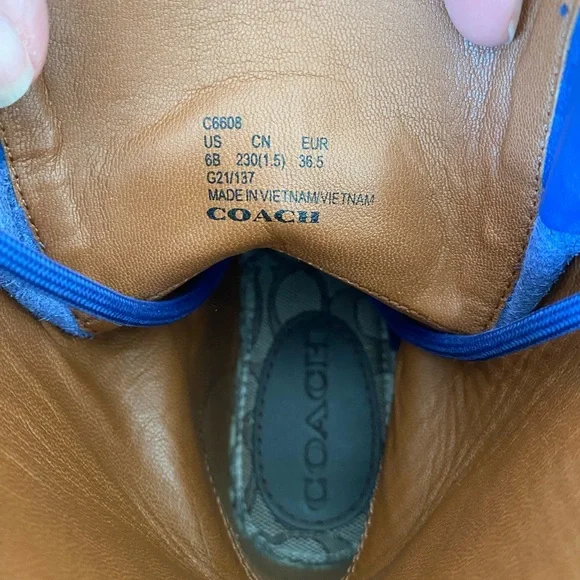 C6608
US CN EUR
6B 230(1.5) 36.5
G21/137
MADE IN VIETNAM/VIETNAM
COACH
COACH